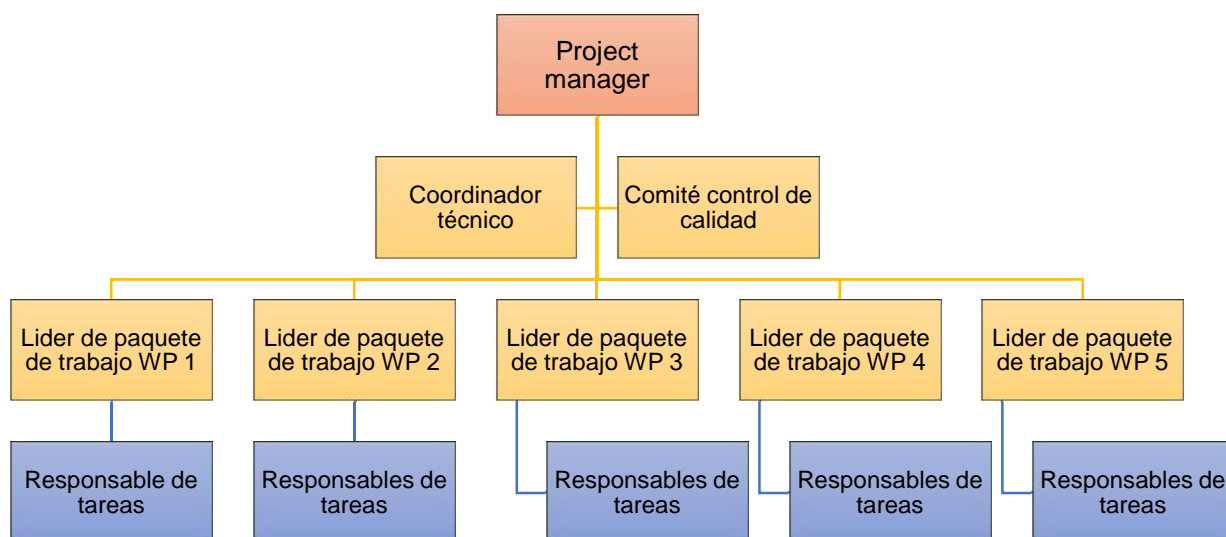 Project
manager
Coordinador
técnico
Comité control de
calidad
Lider de paquete
de trabajo WP 1
Lider de paquete
de trabajo WP 2
Lider de paquete
de trabajo WP 3
Lider de paquete
de trabajo WP 4
Lider de paquete
de trabajo WP 5
Responsable de
tareas
Responsables de
tareas
Responsables de
tareas
Responsables de
tareas
Responsables de
tareas